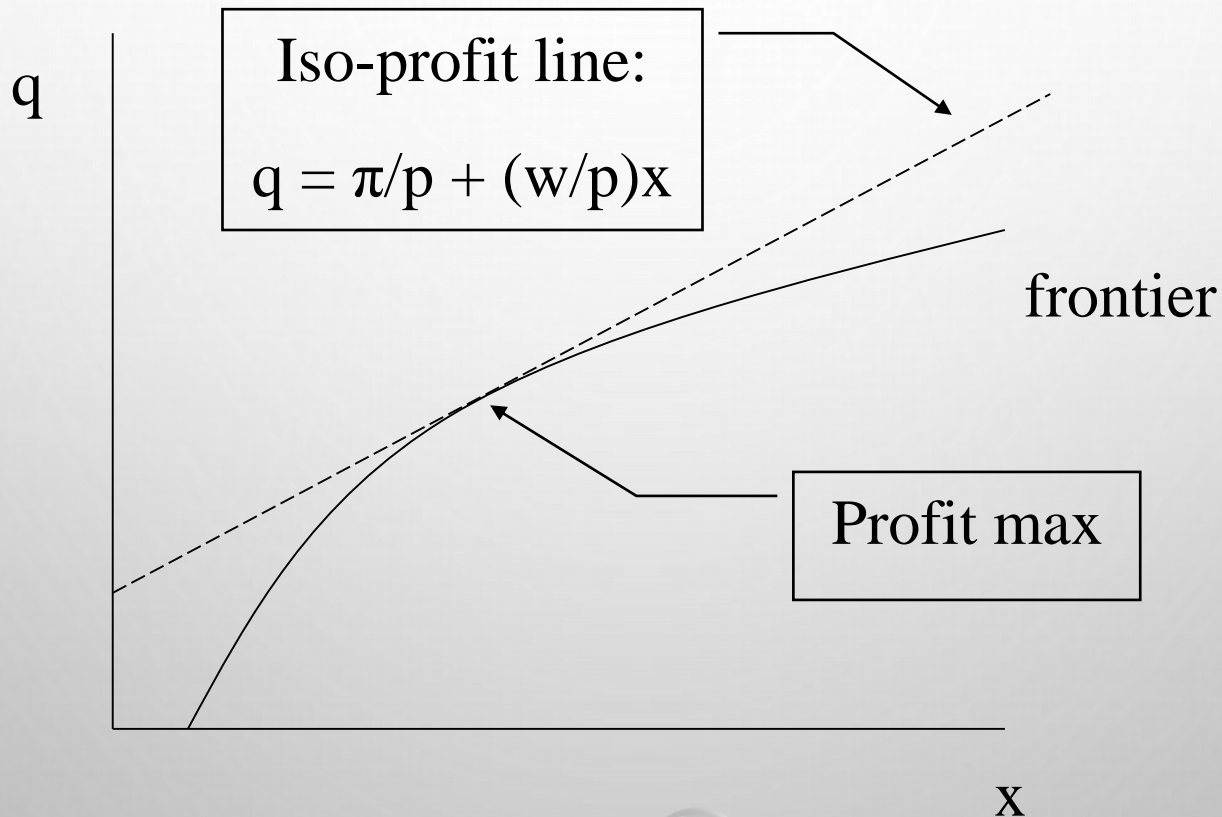 q
Iso-profit line:
q = π/p + (w/p)x
frontier
Profit max
x